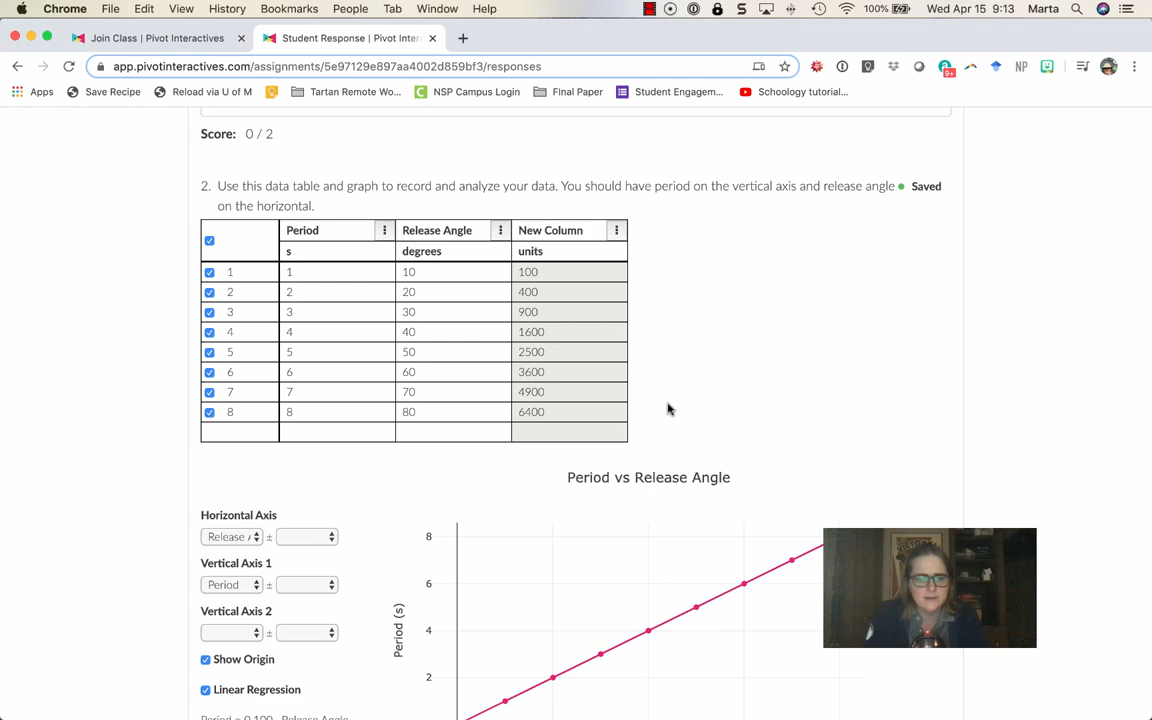 Chrome File Edit View History Bookmarks People Tab Window Help 100% Wed Apr 15 9:13 Marta
Join Class | Pivot Interactives Student Response | Pivot Inter
app.pivotinteractives.com/assignments/5e97129e897aa4002d859bf3/responses 9+ NP
Apps Save Recipe Reload via U of M Tartan Remote Wo... NSP Campus Login FInal Paper Student Engagem... Schoology tutorial...
Score: 0 / 2
2. Use this data table and graph to record and analyze your data. You should have period on the vertical axis and release angle Saved
on the horizontal.
Period Release Angle New Column
s degrees units
1 1 10 100
2 2 20 400
3 3 30 900
4 4 40 1600
5 5 50 2500
6 6 60 3600
7 7 70 4900
8 8 80 6400
Period vs Release Angle
Horizontal Axis
Release ±
Vertical Axis 1
Period ±
Vertical Axis 2
±
Show Origin
Linear Regression
Period = 0.100 Release Angle
8
6
4
2
Period (s)